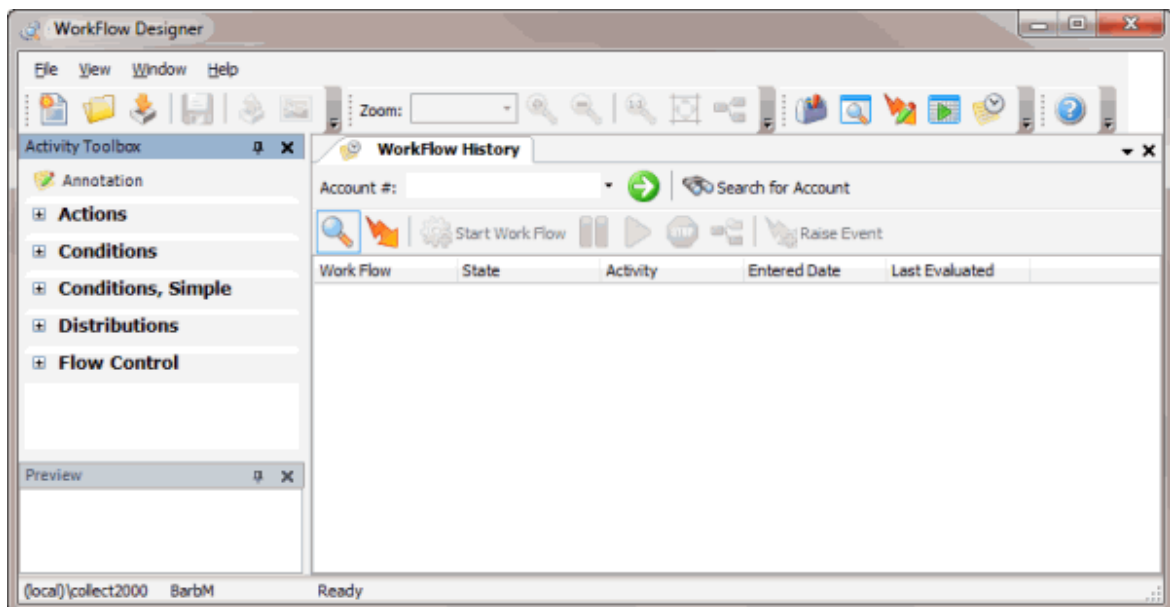 WorkFlow Designer
File View Window Help
Zoom:
Activity Toolbox
WorkFlow History
Annotation
Account #:
Search for Account
Actions
Start Work Flow
Raise Event
Conditions
Work Flow State Activity Entered Date Last Evaluated
Conditions, Simple
Distributions
Flow Control
Preview
(local)\collect2000 BarbM Ready